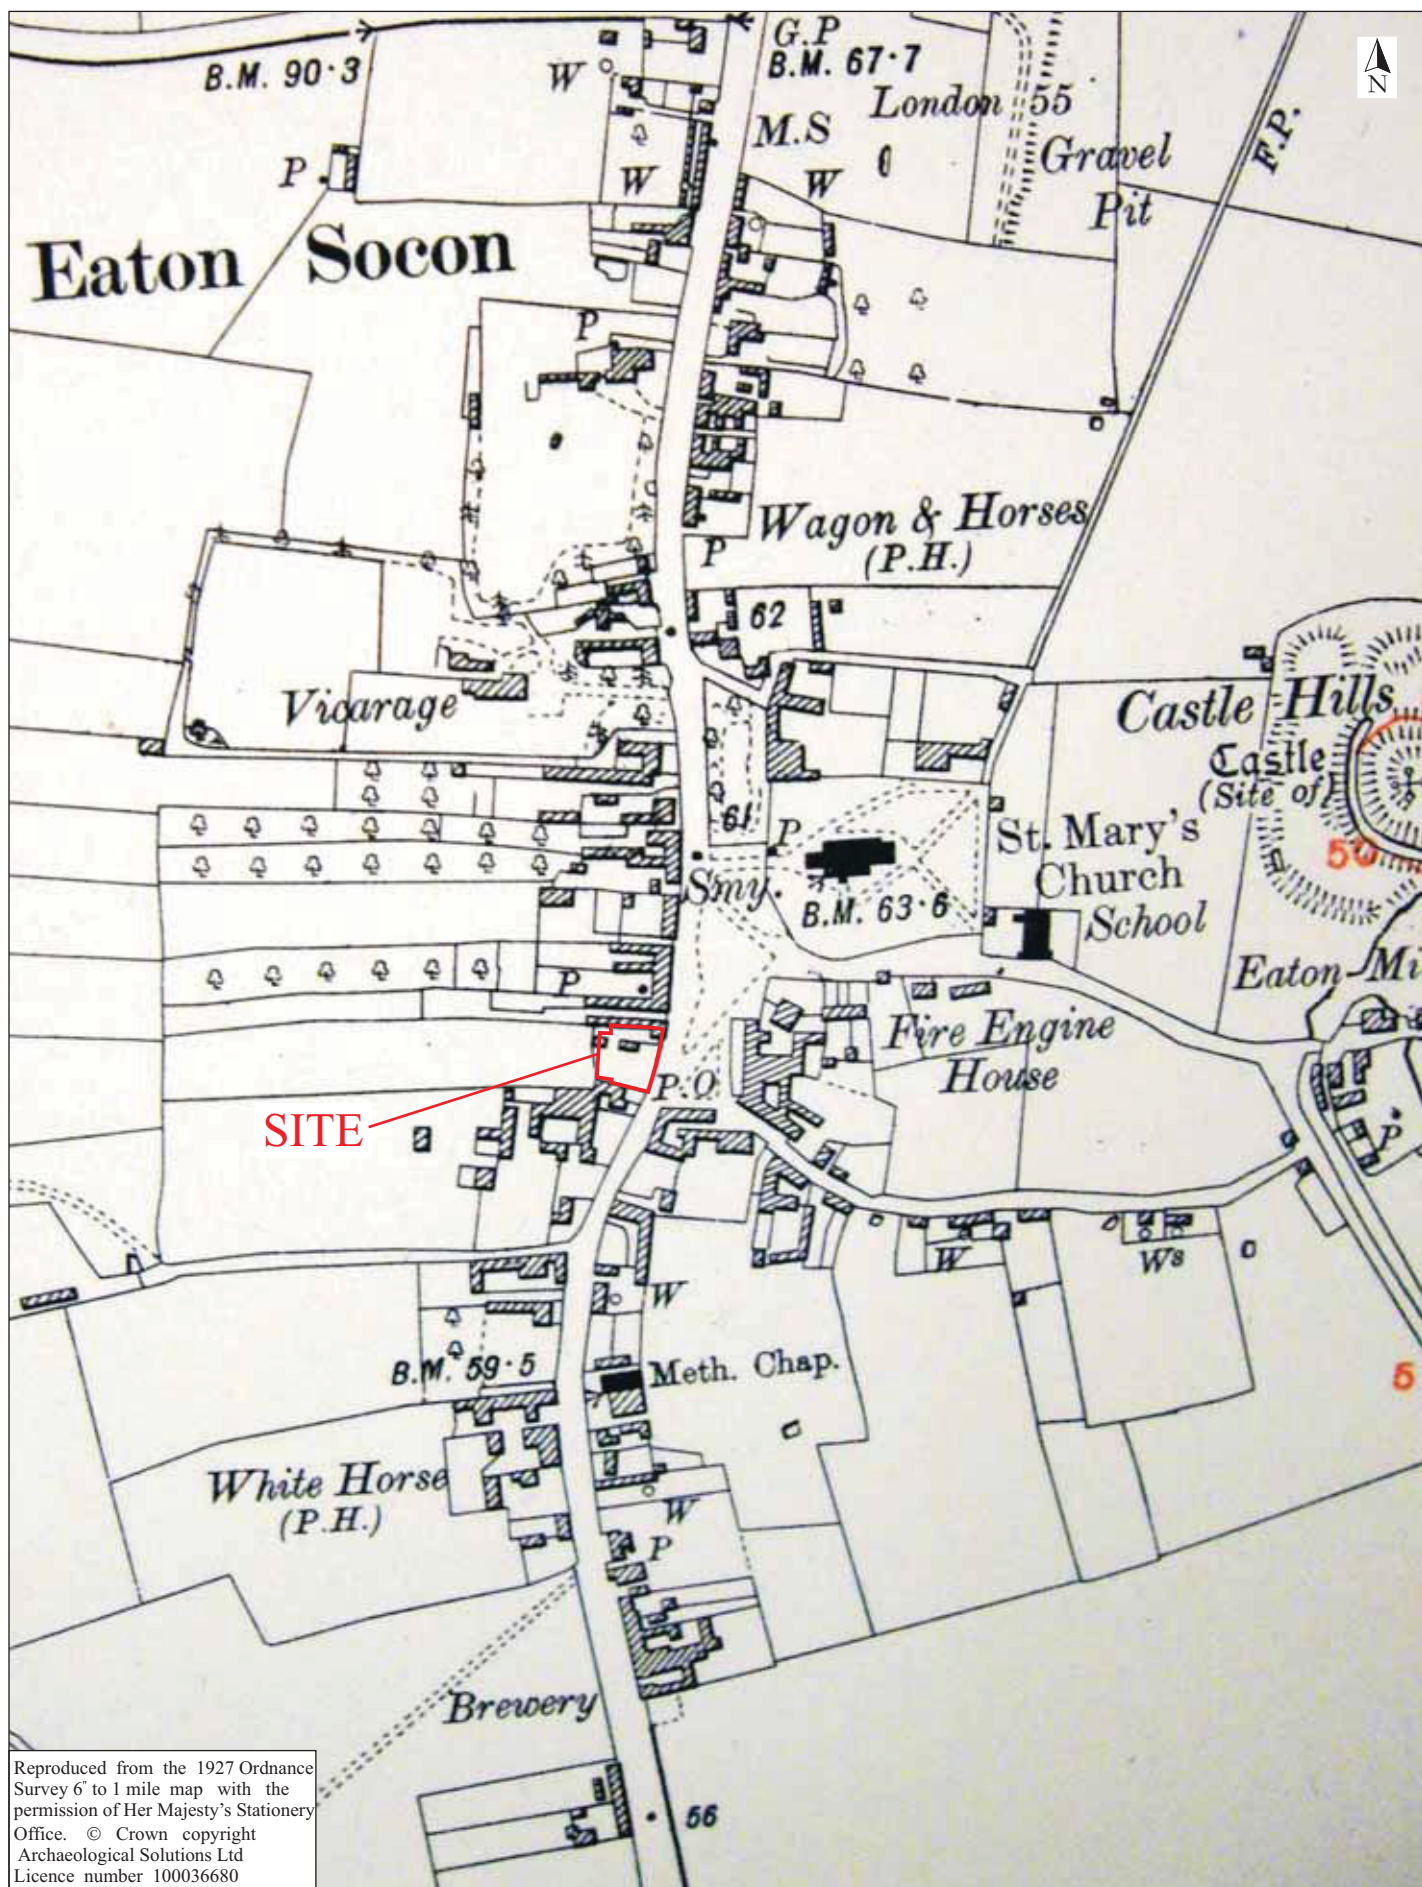 G.P
B.M. 90·3
W
B.M. 67·7
N
London 55
M.S
F.P.
Gravel
Pit
P
W
W
Eaton Socon
P
Wagon & Horses
(P.H.)
P
62
Vicarage
Castle Hills
Castle
(Site of)
61
P
St. Mary's
Church
50
Smy.
B.M. 63·6
School
P
Eaton Mi
Fire Engine
House
P.O
SITE
P
W
W
Ws
B.M. 59·5
Meth. Chap.
5
White Horse
(P.H.)
W
P
Brewery
56
Reproduced from the 1927 Ordnance
Survey 6" to 1 mile map with the
permission of Her Majesty's Stationery
Office. © Crown copyright
Archaeological Solutions Ltd
Licence number 100036680